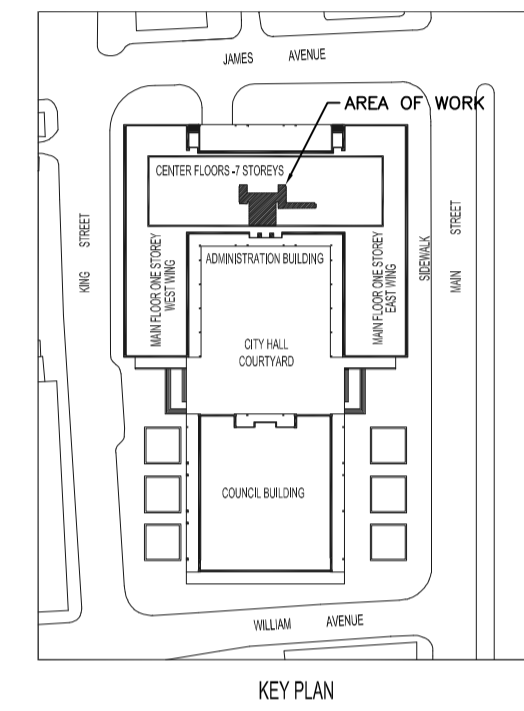 JAMES AVENUE
AREA OF WORK
CENTER FLOORS -7 STOREYS
KING STREET
MAIN FLOOR ONE STOREY
WEST WING
ADMINISTRATION BUILDING
MAIN FLOOR ONE STOREY
EAST WING
SIDEWALK
MAIN STREET
CITY HALL
COURTYARD
COUNCIL BUILDING
WILLIAM AVENUE
KEY PLAN